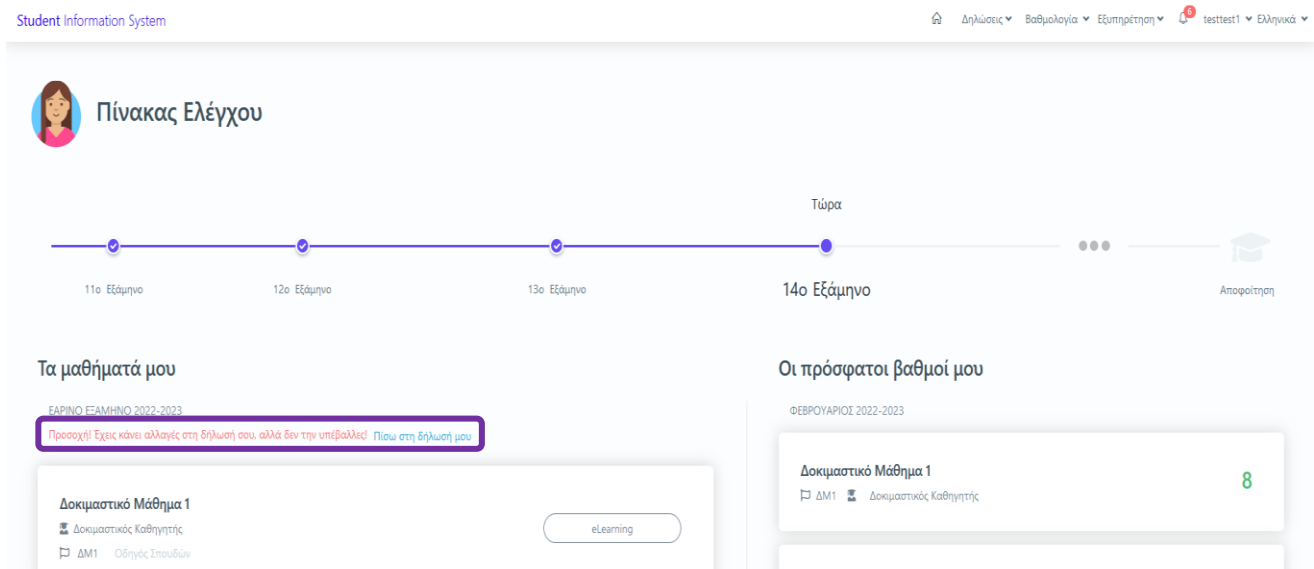 Student Information System
Δηλώσεις Βαθμολογία Εξυπηρέτηση 6 testtest1 Ελληνικά
Πίνακας Ελέγχου
Τώρα
11ο Εξάμηνο 12ο Εξάμηνο 13ο Εξάμηνο 14ο Εξάμηνο Αποφοίτηση
Τα μαθήματά μου
ΕΑΡΙΝΟ ΕΞΑΜΗΝΟ 2022-2023
Προσοχή! Έχεις κάνει αλλαγές στη δήλωσή σου, αλλά δεν την υπέβαλλες! Πίσω στη δήλωσή μου
Δοκιμαστικό Μάθημα 1
Δοκιμαστικός Καθηγητής
ΔΜ1 Οδηγός Σπουδών
eLearning
Οι πρόσφατοι βαθμοί μου
ΦΕΒΡΟΥΑΡΙΟΣ 2022-2023
Δοκιμαστικό Μάθημα 1
ΔΜ1 Δοκιμαστικός Καθηγητής
8